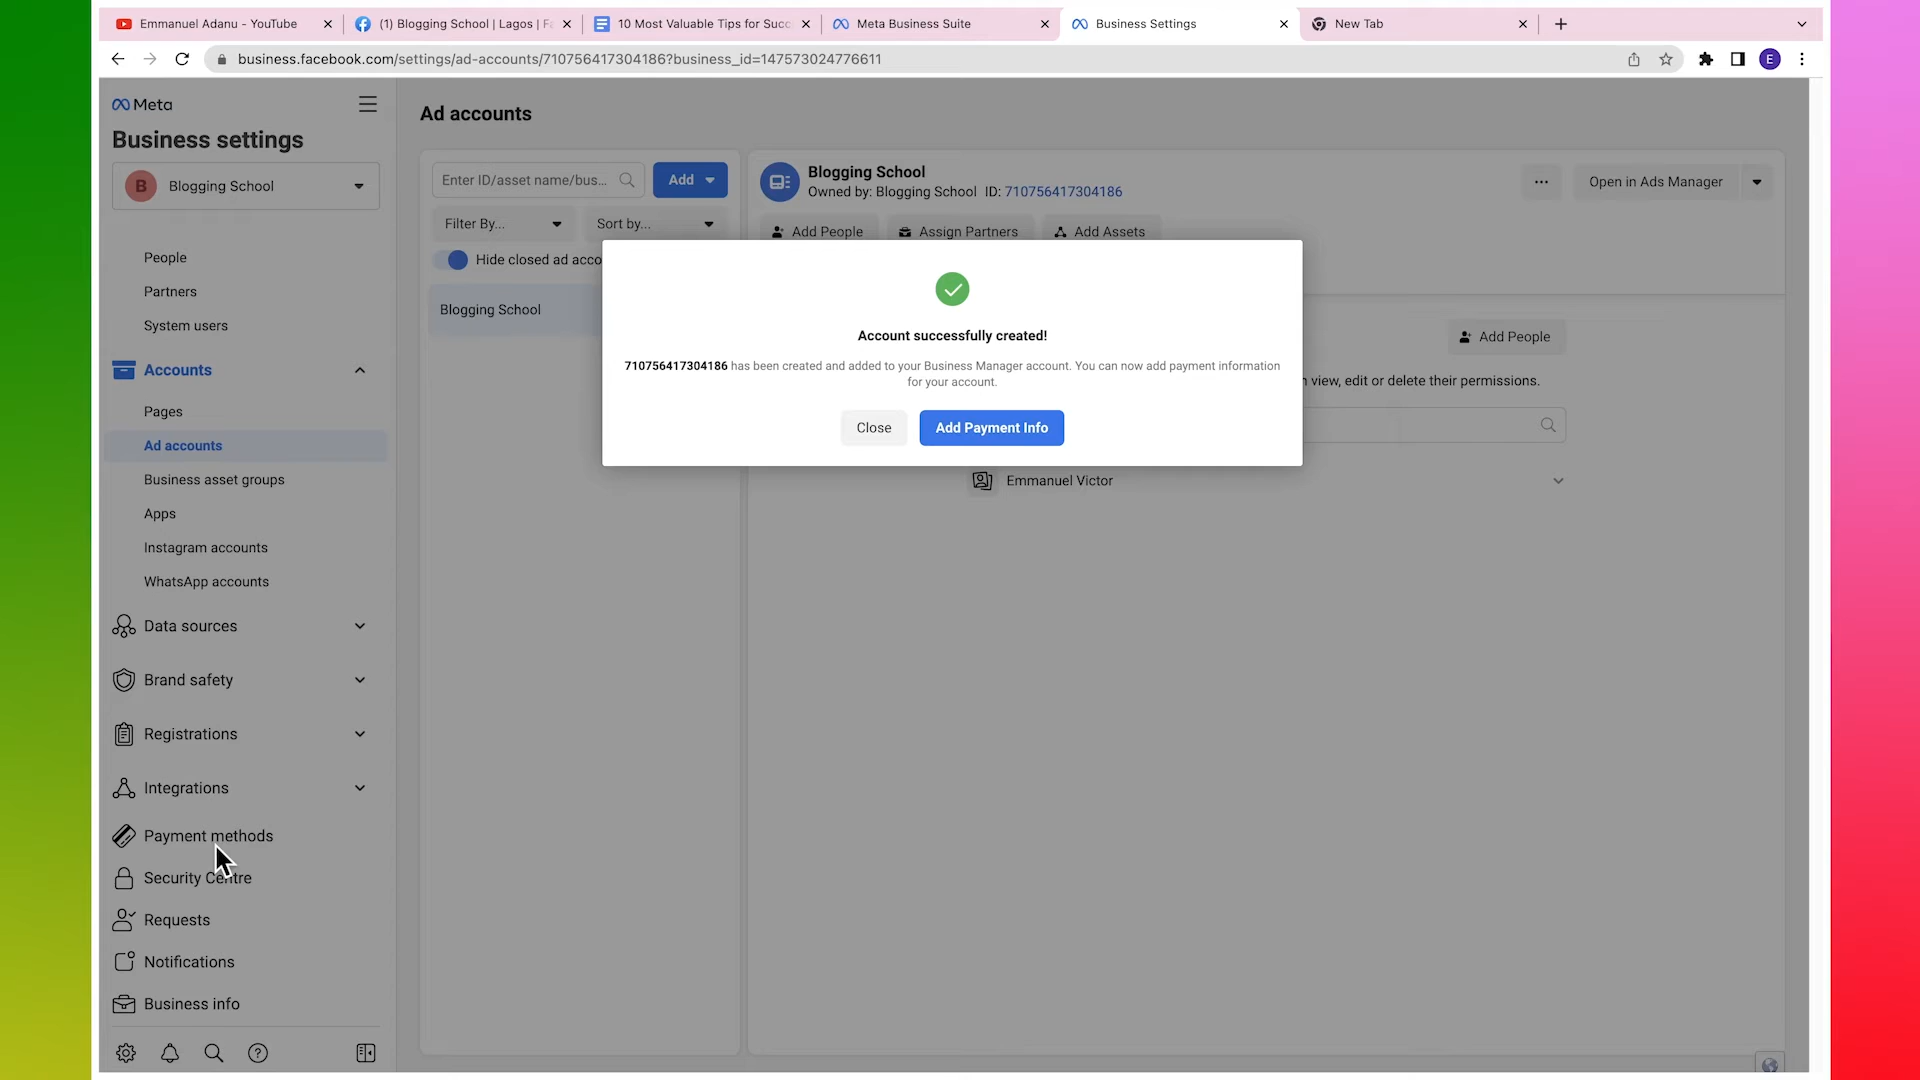 Emmanuel Adanu - YouTube
(1) Blogging School | Lagos | Fa
10 Most Valuable Tips for Succ
Meta Business Suite
Business Settings
New Tab
business.facebook.com/settings/ad-accounts/710756417304186?business_id=147573024776611
E
Meta
Business settings
B Blogging School
People
Partners
System users
Accounts
Pages
Ad accounts
Business asset groups
Apps
Instagram accounts
WhatsApp accounts
Data sources
Brand safety
Registrations
Integrations
Payment methods
Security Centre
Requests
Notifications
Business info
Ad accounts
Enter ID/asset name/bus...
Add
Filter By...
Sort by...
Hide closed ad acco
Blogging School
Blogging School
Owned by: Blogging School ID: 710756417304186
Open in Ads Manager
Add People
Assign Partners
Add Assets
Account successfully created!
710756417304186 has been created and added to your Business Manager account. You can now add payment information
for your account.
Close
Add Payment Info
Add People
view, edit or delete their permissions.
Emmanuel Victor